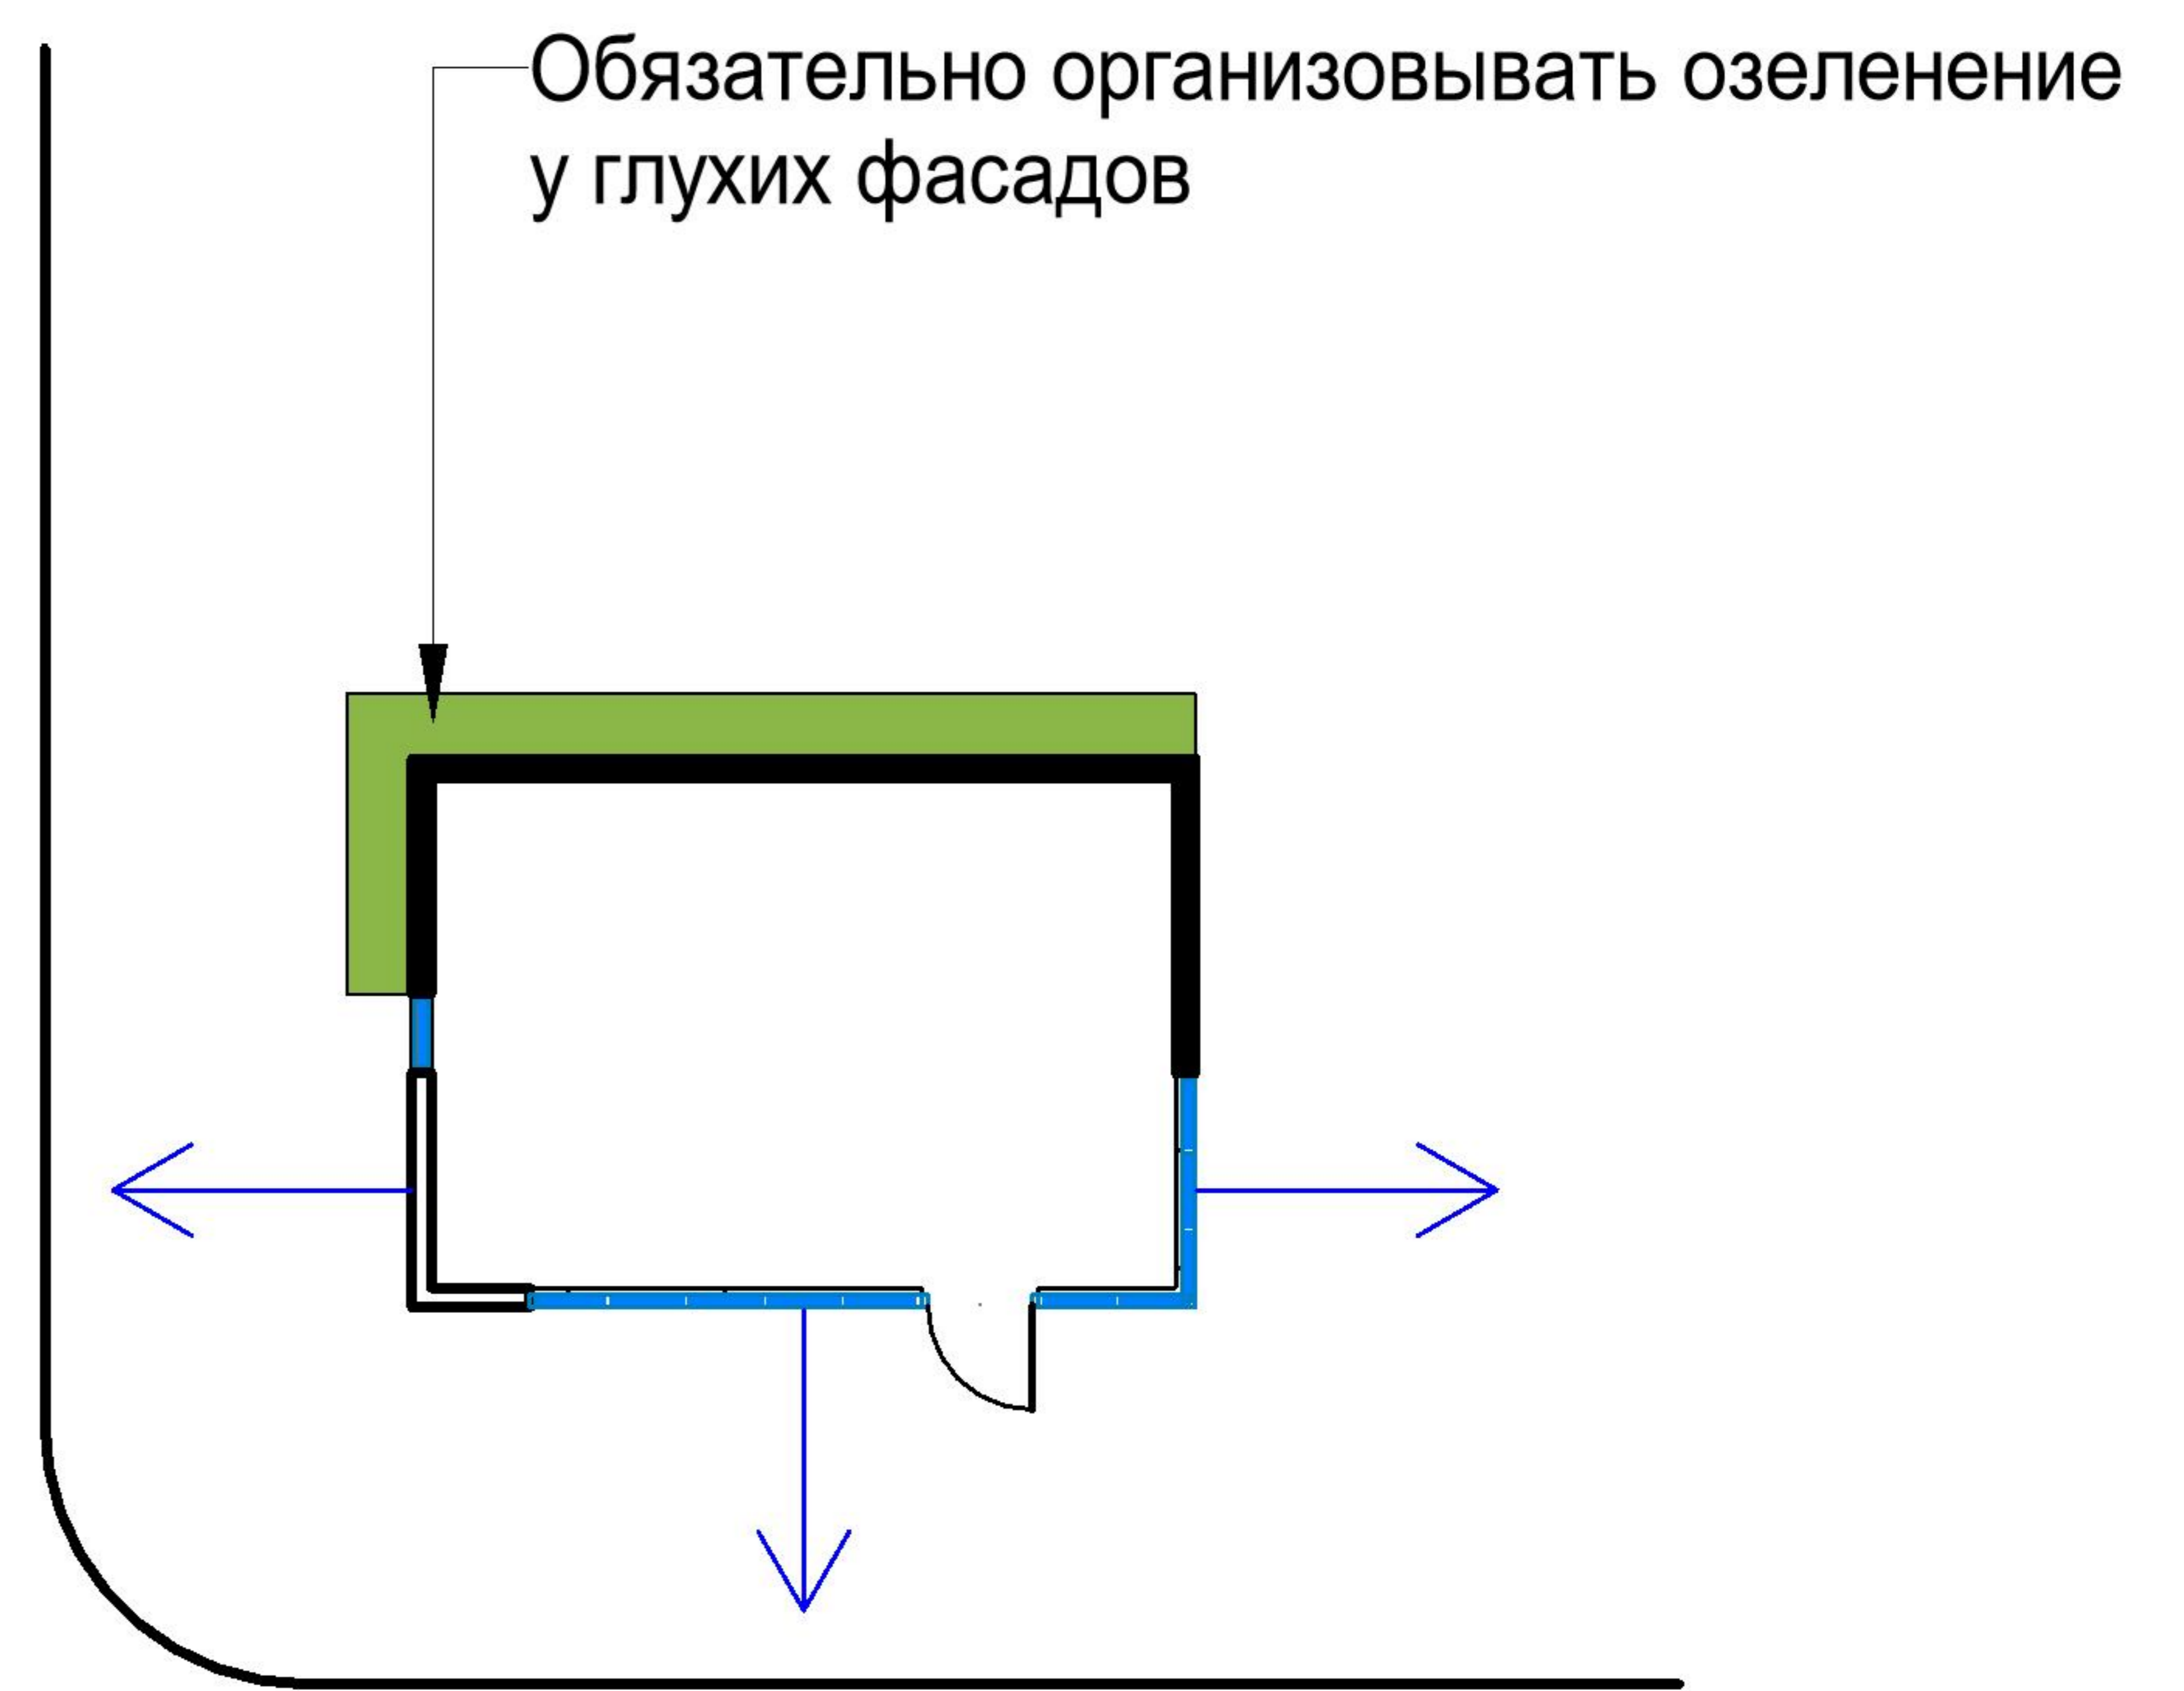 Обязательно организовывать озеленение
у глухих фасадов